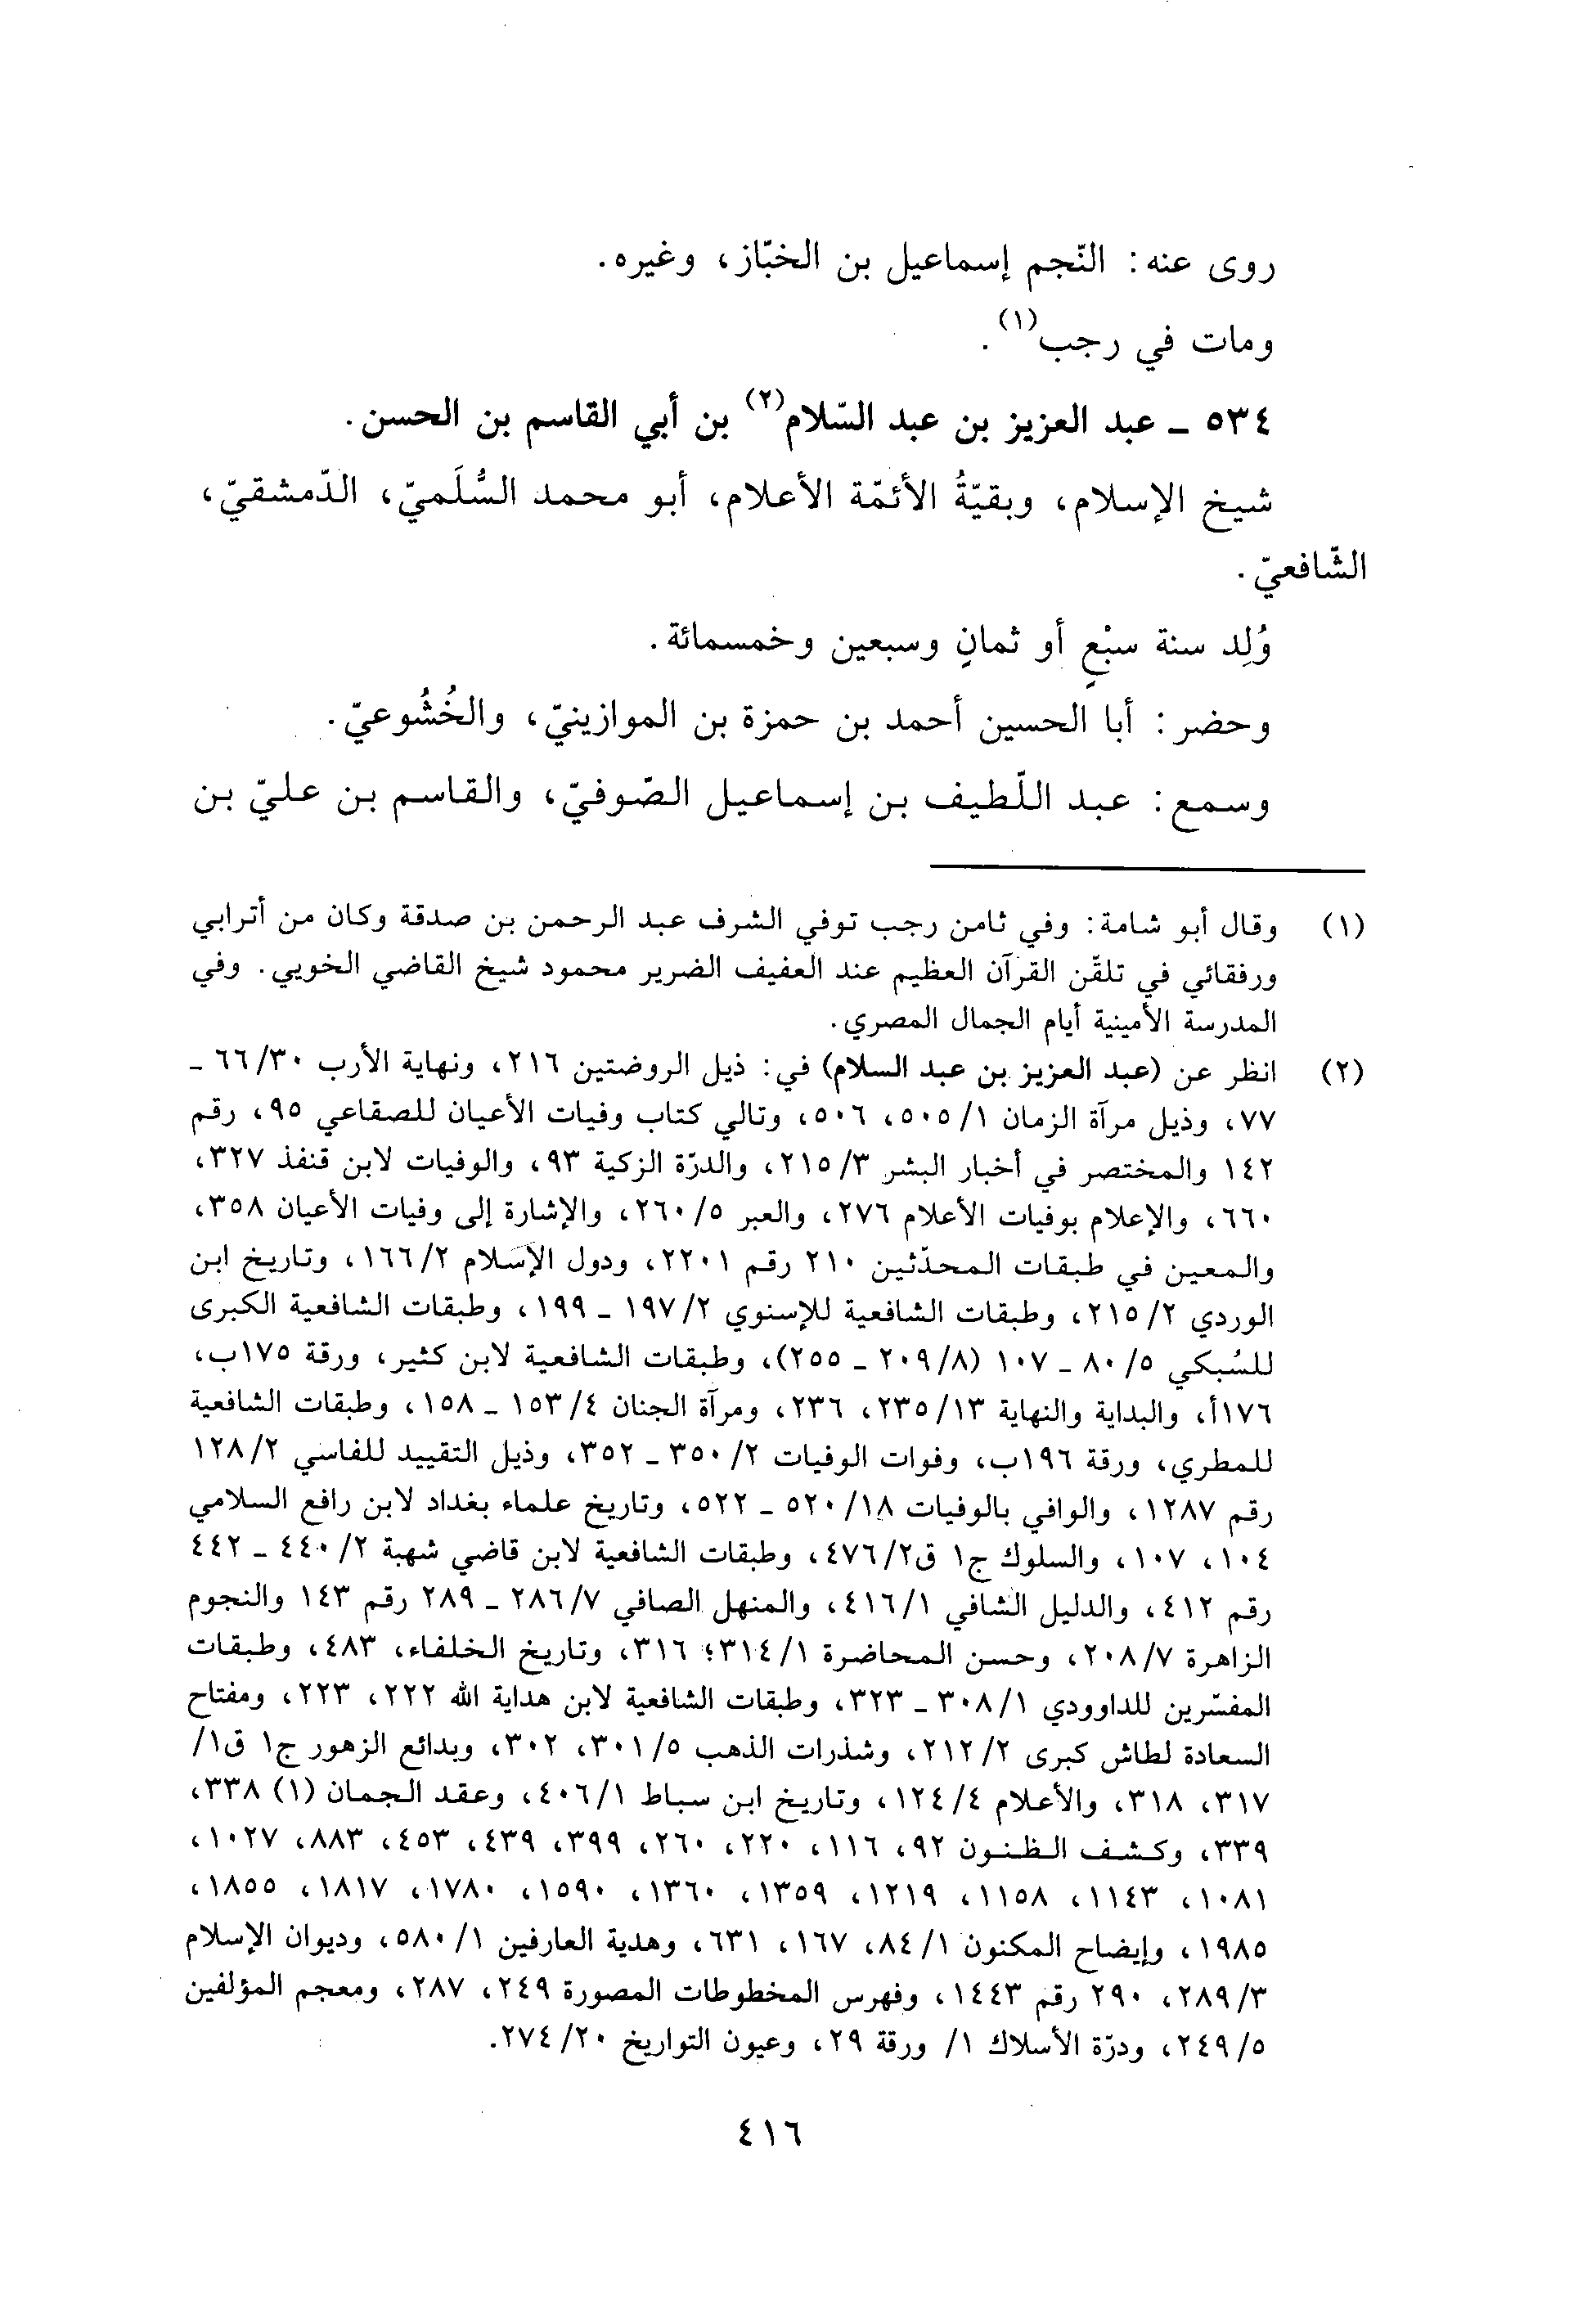 روى عنه: النّجم إسماعيل بن الخبّاز، وغيره.
ومات في رجب(١).
٥٣٤ ـ عبد العزيز بن عبد السّلام(٢) بن أبي القاسم بن الحسن.
شيخ الإسلام، وبقيّةُ الأئمّة الأعلام، أبو محمد السُّلَميّ، الدّمشقيّ،
الشّافعيّ.
وُلِد سنة سبْعٍ أو ثمانٍ وسبعين وخمسمائة.
وحضر: أبا الحسين أحمد بن حمزة بن الموازينيّ، والخُشُوعيّ.
وسمع: عبد اللّطيف بن إسماعيل الصّوفيّ، والقاسم بن عليّ بن
(١) وقال أبو شامة: وفي ثامن رجب توفي الشرف عبد الرحمن بن صدقة وكان من أترابي
ورفقائي في تلقّن القرآن العظيم عند العفيف الضرير محمود شيخ القاضي الخويي. وفي
المدرسة الأمينية أيام الجمال المصري.
(٢) انظر عن (عبد العزيز بن عبد السلام) في: ذيل الروضتين ٢١٦، ونهاية الأرب ٦٦/٣٠ ـ
٧٧، وذيل مرآة الزمان ٥٠٥/١، ٥٠٦، وتالي كتاب وفيات الأعيان للصقاعي ٩٥، رقم
١٤٢ والمختصر في أخبار البشر ٢١٥/٣، والدرّة الزكية ٩٣، والوفيات لابن قنفذ ٣٢٧،
٦٦٠، والإعلام بوفيات الأعلام ٢٧٦، والعبر ٢٦٠/٥، والإشارة إلى وفيات الأعيان ٣٥٨،
والمعين في طبقات المحدّثين ٢١٠ رقم ٢٢٠١، ودول الإسلام ١٦٦/٢، وتاريخ ابن
الوردي ٢١٥/٢، وطبقات الشافعية للإسنوي ١٩٧/٢ ـ ١٩٩، وطبقات الشافعية الكبرى
للسُبكي ٨٠/٥ ـ ١٠٧ (٢٠٩/٨ ـ ٢٥٥)، وطبقات الشافعية لابن كثير، ورقة ١٧٥ب،
١٧٦أ، والبداية والنهاية ٢٣٥/١٣، ٢٣٦، ومرآة الجنان ١٥٣/٤ ـ ١٥٨، وطبقات الشافعية
للمطري، ورقة ١٩٦ب، وفوات الوفيات ٣٥٠/٢ ـ ٣٥٢، وذيل التقييد للفاسي ١٢٨/٢
رقم ١٢٨٧، والوافي بالوفيات ٥٢٠/١٨ ـ ٥٢٢، وتاريخ علماء بغداد لابن رافع السلامي
١٠٤، ١٠٧، والسلوك ج١ ق٤٧٦/٢، وطبقات الشافعية لابن قاضي شهبة ٤٤٠/٢ ـ ٤٤٢
رقم ٤١٢، والدليل الشافي ٤١٦/١، والمنهل الصافي ٢٨٦/٧ ـ ٢٨٩ رقم ١٤٣ والنجوم
الزاهرة ٢٠٨/٧، وحسن المحاضرة ٣١٤/١؛ ٣١٦، وتاريخ الخلفاء، ٤٨٣، وطبقات
المفسّرين للداوودي ٣٠٨/١ ـ ٣٢٣، وطبقات الشافعية لابن هداية الله ٢٢٢، ٢٢٣، ومفتاح
السعادة لطاش كبرى ٢١٢/٢، وشذرات الذهب ٣٠١/٥، ٣٠٢، وبدائع الزهور ج١ ق١/
٣١٧، ٣١٨، والأعلام ١٢٤/٤، وتاريخ ابن سباط ٤٠٦/١، وعقد الجمان (١) ٣٣٨،
٣٣٩، وكشف الظنون ٩٢، ١١٦، ٢٢٠، ٢٦٠، ٣٩٩، ٤٣٩، ٤٥٣، ٨٨٣، ١٠٢٧،
١٠٨١، ١١٤٣، ١١٥٨، ١٢١٩، ١٣٥٩، ١٣٦٠، ١٥٩٠، ١٧٨٠، ١٨١٧، ١٨٥٥،
١٩٨٥، وإيضاح المكنون ٨٤/١، ١٦٧، ٦٣١، وهدية العارفين ٥٨٠/١، وديوان الإسلام
٢٨٩/٣، ٢٩٠ رقم ١٤٤٣، وفهرس المخطوطات المصورة ٢٤٩، ٢٨٧، ومعجم المؤلفين
٢٤٩/٥، ودرّة الأسلاك ١/ ورقة ٢٩، وعيون التواريخ ٢٧٤/٢٠.
٤١٦